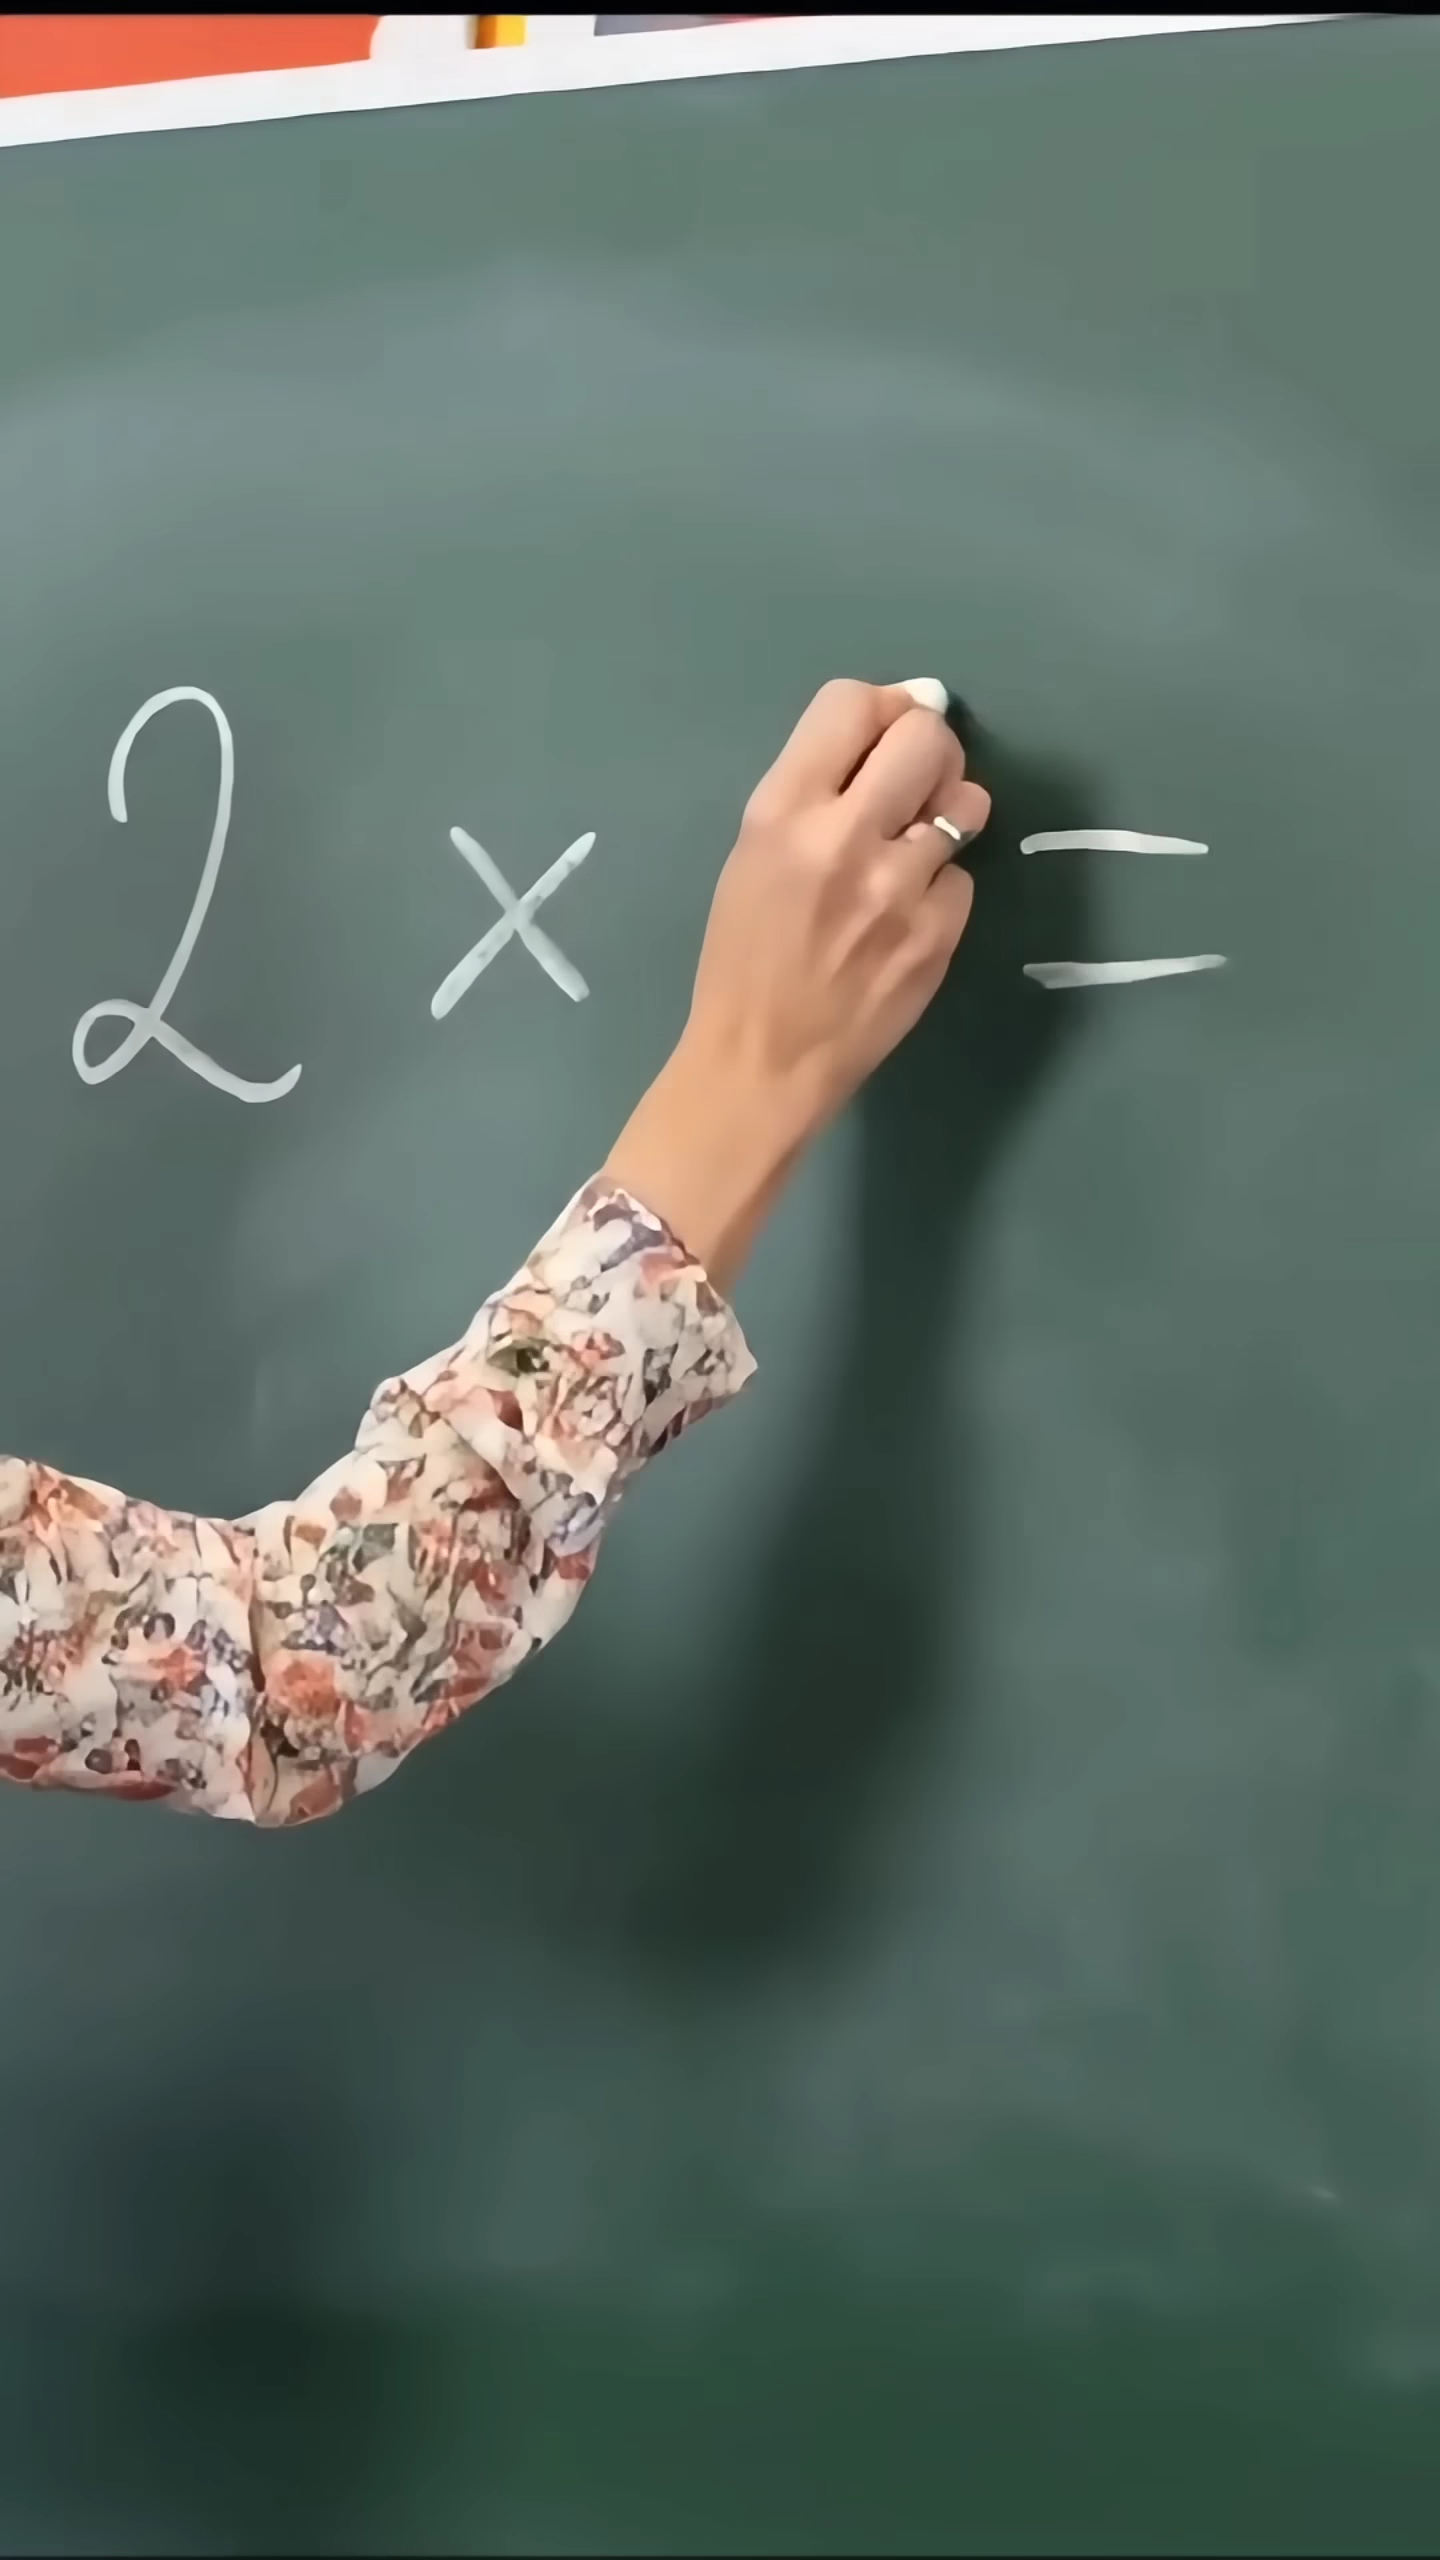 2 × =